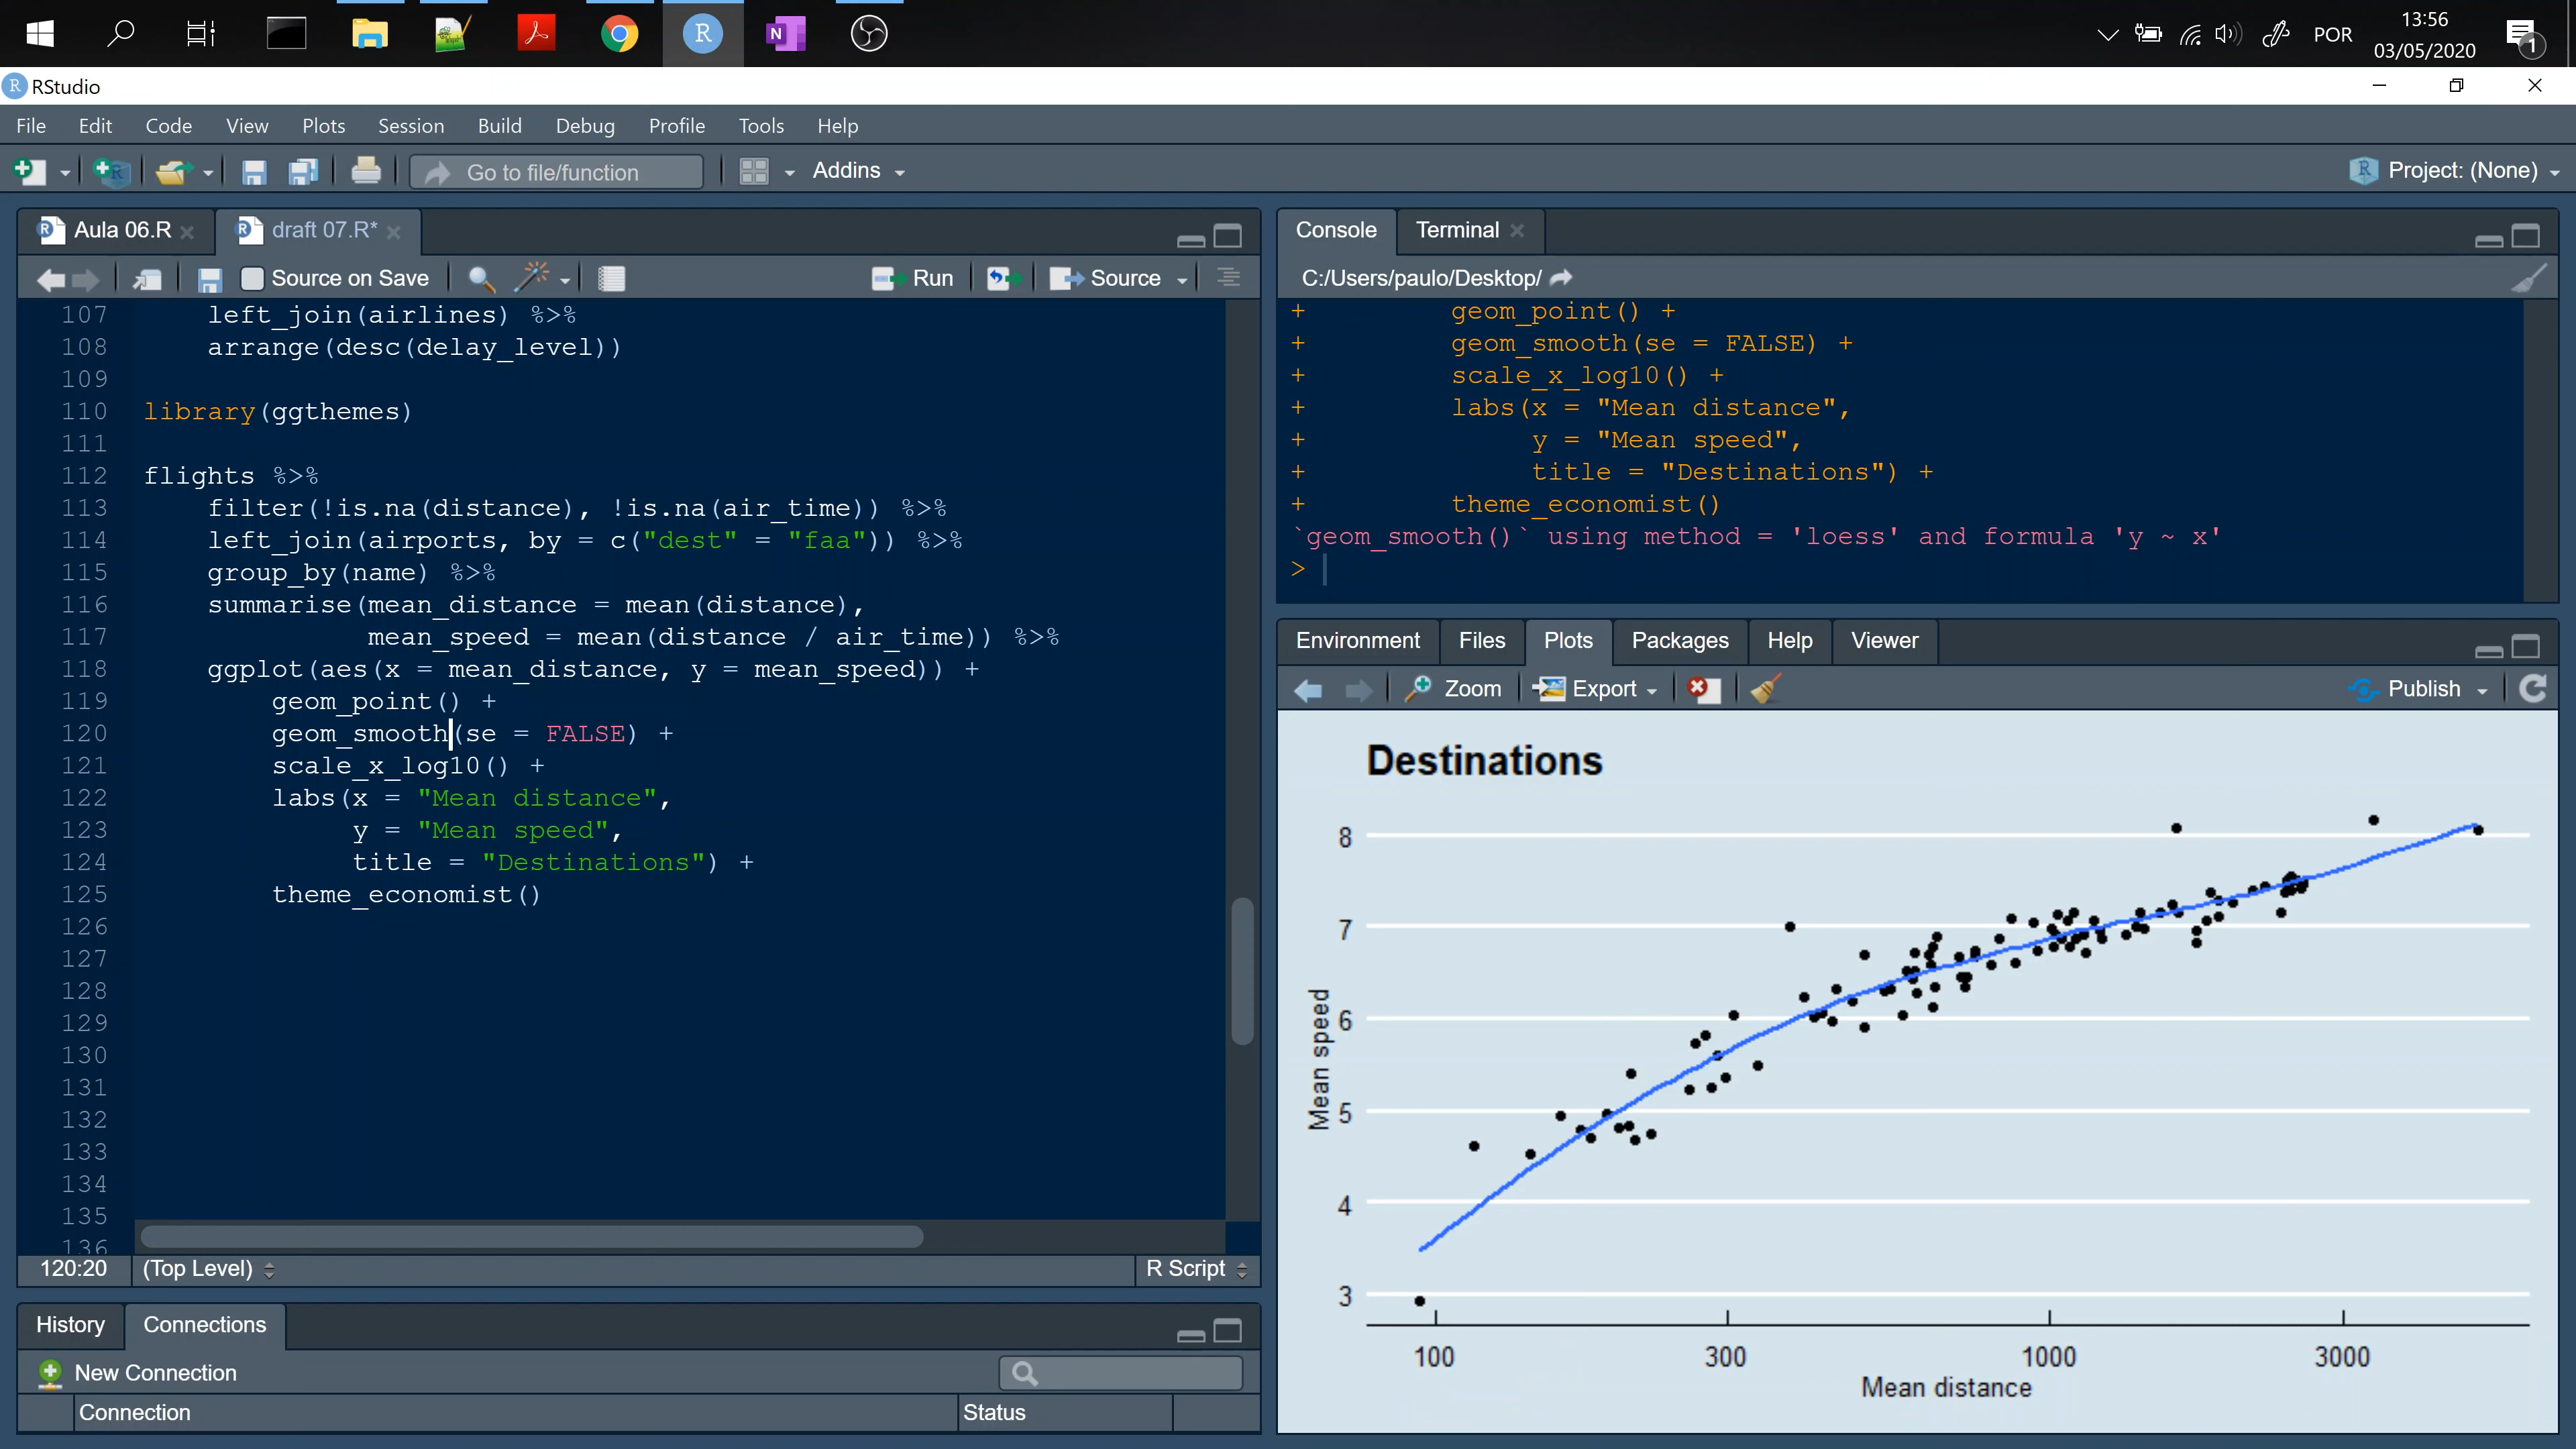 13:56
POR
03/05/2020
1
RStudio
File Edit Code View Plots Session Build Debug Profile Tools Help
Go to file/function
Addins
Project: (None)
Aula 06.R
draft 07.R*
Source on Save
Run
Source
107 left_join(airlines) %>%
108 arrange(desc(delay_level))
109
110 library(ggthemes)
111
112 flights %>%
113 filter(!is.na(distance), !is.na(air_time)) %>%
114 left_join(airports, by = c("dest" = "faa")) %>%
115 group_by(name) %>%
116 summarise(mean_distance = mean(distance),
117 mean_speed = mean(distance / air_time)) %>%
118 ggplot(aes(x = mean_distance, y = mean_speed)) +
119 geom_point() +
120 geom_smooth(se = FALSE) +
121 scale_x_log10() +
122 labs(x = "Mean distance",
123 y = "Mean speed",
124 title = "Destinations") +
125 theme_economist()
126
127
128
129
130
131
132
133
134
135
136
120:20 (Top Level) R Script
History Connections
New Connection
Connection Status
Console Terminal
C:/Users/paulo/Desktop/
+ geom_point() +
+ geom_smooth(se = FALSE) +
+ scale_x_log10() +
+ labs(x = "Mean distance",
+ y = "Mean speed",
+ title = "Destinations") +
+ theme_economist()
`geom_smooth()` using method = 'loess' and formula 'y ~ x'
>
Environment Files Plots Packages Help Viewer
Zoom Export Publish
Destinations
8
7
6
5
4
3
Mean speed
100 300 1000 3000
Mean distance